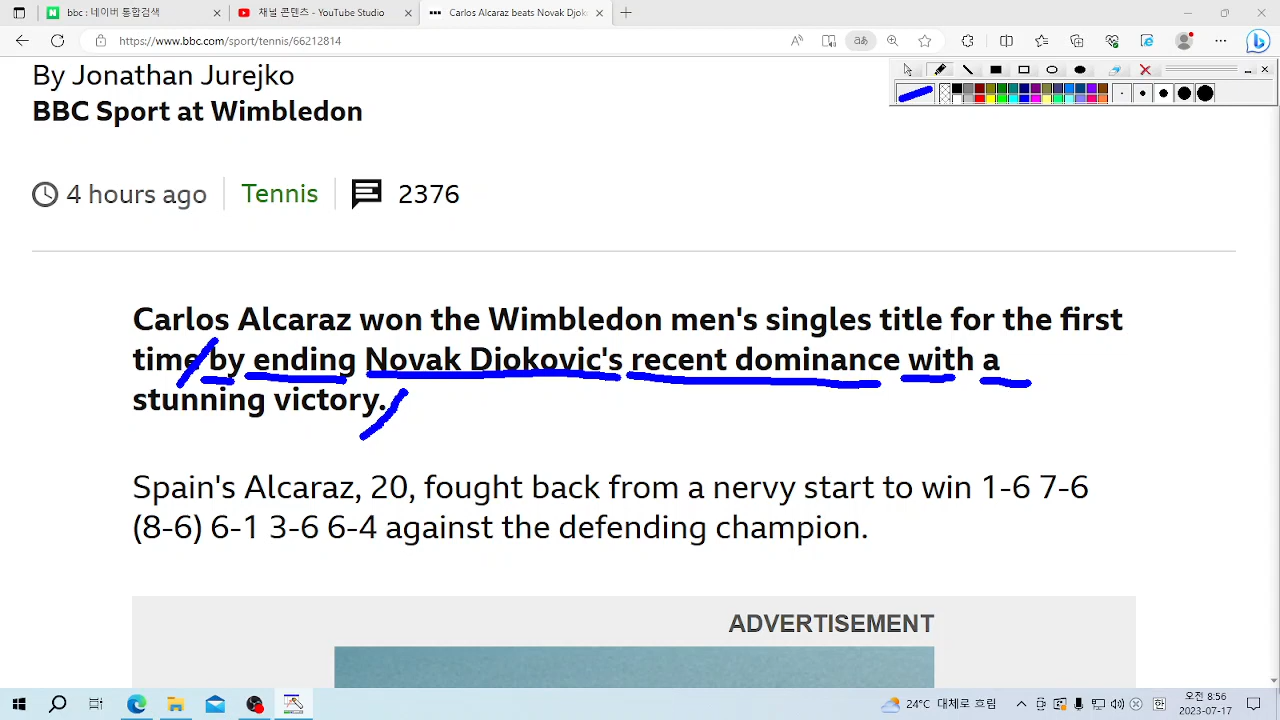 bbc : 네이버 통합검색
채널 콘텐츠 - YouTube Studio
Carlos Alcaraz beats Novak Djok
https://www.bbc.com/sport/tennis/66212814
By Jonathan Jurejko
BBC Sport at Wimbledon
4 hours ago Tennis 2376
Carlos Alcaraz won the Wimbledon men's singles title for the first
time by ending Novak Djokovic's recent dominance with a
stunning victory.
Spain's Alcaraz, 20, fought back from a nervy start to win 1-6 7-6
(8-6) 6-1 3-6 6-4 against the defending champion.
ADVERTISEMENT
24°C 대체로 흐림
오전 8:56
2023-07-17